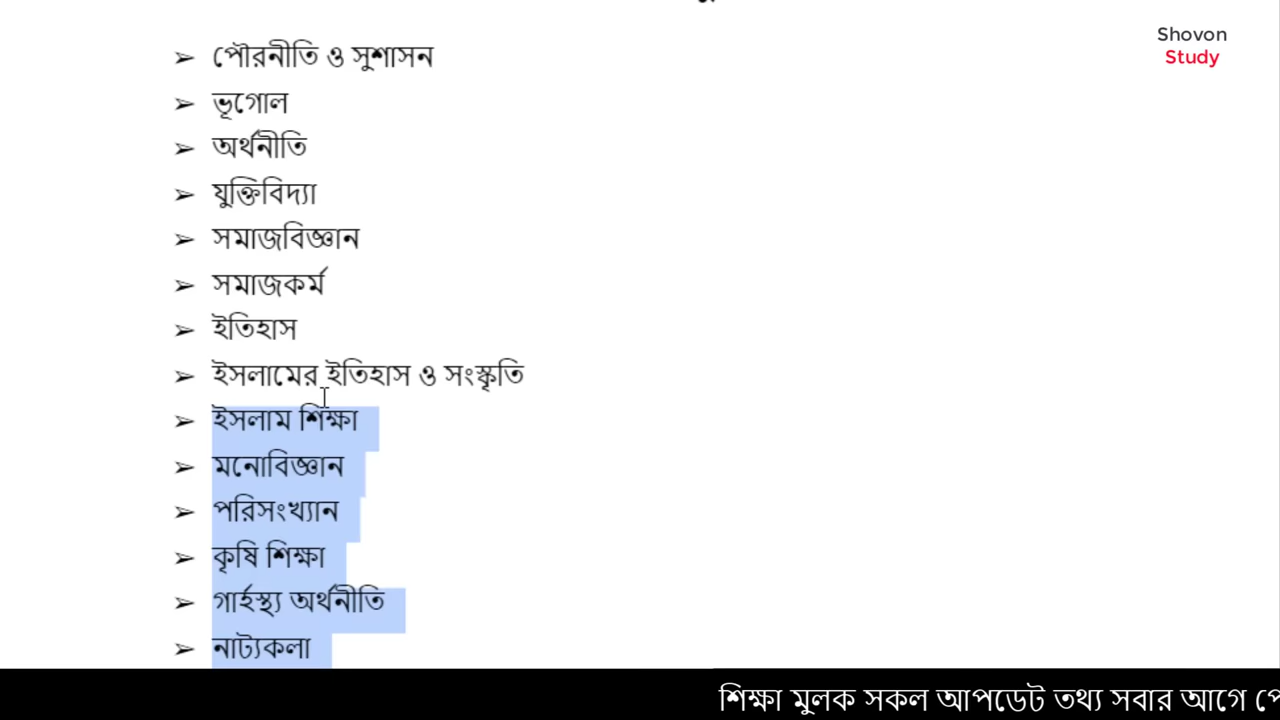 Shovon
Study
➢ পৌরনীতি ও সুশাসন
➢ ভূগোল
➢ অর্থনীতি
➢ যুক্তিবিদ্যা
➢ সমাজবিজ্ঞান
➢ সমাজকর্ম
➢ ইতিহাস
➢ ইসলামের ইতিহাস ও সংস্কৃতি
➢ ইসলাম শিক্ষা
➢ মনোবিজ্ঞান
➢ পরিসংখ্যান
➢ কৃষি শিক্ষা
➢ গার্হস্থ্য অর্থনীতি
➢ নাট্যকলা
শিক্ষা মুলক সকল আপডেট তথ্য সবার আগে